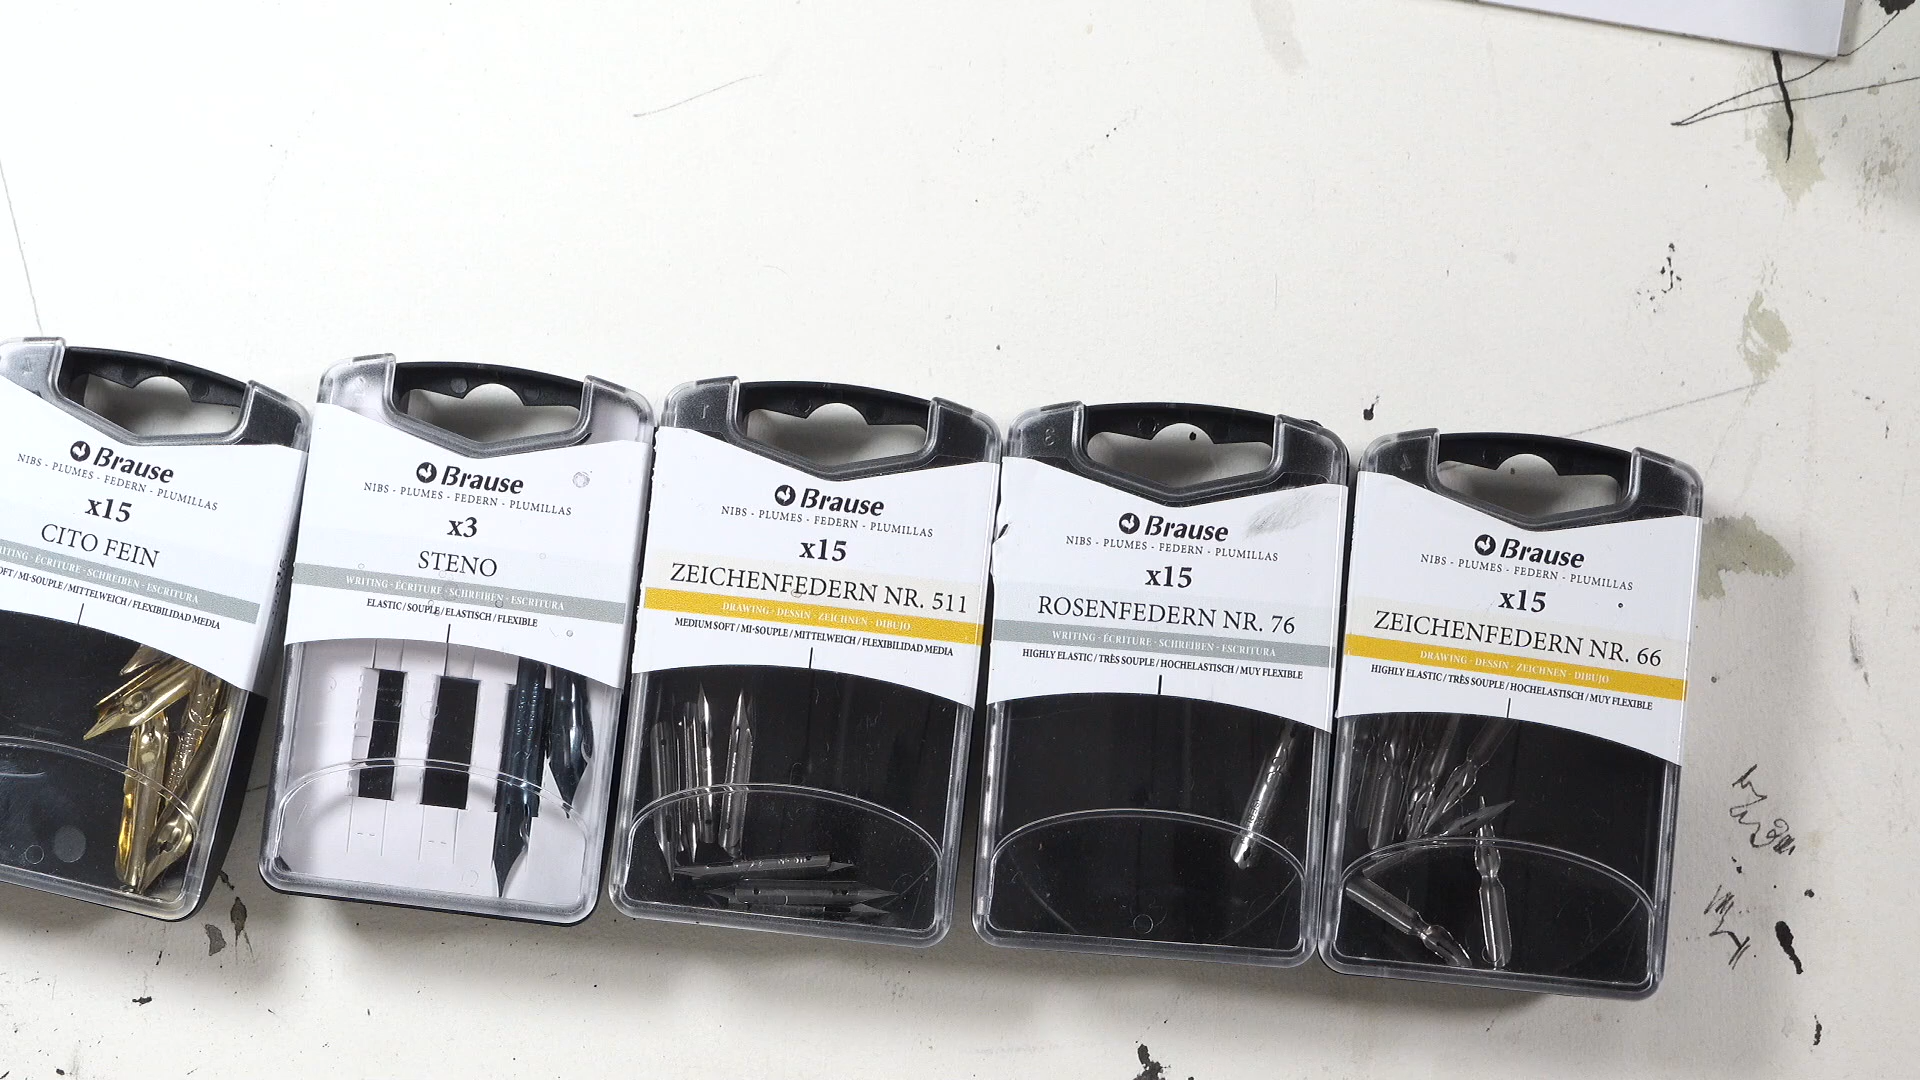 Brause
NIBS - PLUMES - FEDERN - PLUMILLAS
x15
CITO FEIN
ÉCRITURE - SCHREIBEN - ESCRITURA
MI-SOUPLE / MITTELWEICH / FLEXIBILIDAD MEDIA
Brause
NIBS - PLUMES - FEDERN - PLUMILLAS
x3
STENO
WRITING - ÉCRITURE - SCHREIBEN - ESCRITURA
ELASTIC / SOUPLE / ELASTISCH / FLEXIBLE
1
Brause
NIBS - PLUMES - FEDERN - PLUMILLAS
x15
ZEICHENFEDERN NR. 511
DRAWING - DESSIN - ZEICHNEN - DIBUJO
MEDIUM SOFT / MI-SOUPLE / MITTELWEICH / FLEXIBILIDAD MEDIA
Brause
NIBS - PLUMES - FEDERN - PLUMILLAS
x15
ROSENFEDERN NR. 76
WRITING - ÉCRITURE - SCHREIBEN - ESCRITURA
HIGHLY ELASTIC / TRÈS SOUPLE / HOCHELASTISCH / MUY FLEXIBLE
Brause
NIBS - PLUMES - FEDERN - PLUMILLAS
x15
ZEICHENFEDERN NR. 66
DRAWING - DESSIN - ZEICHNEN - DIBUJO
HIGHLY ELASTIC / TRÈS SOUPLE / HOCHELASTISCH / MUY FLEXIBLE